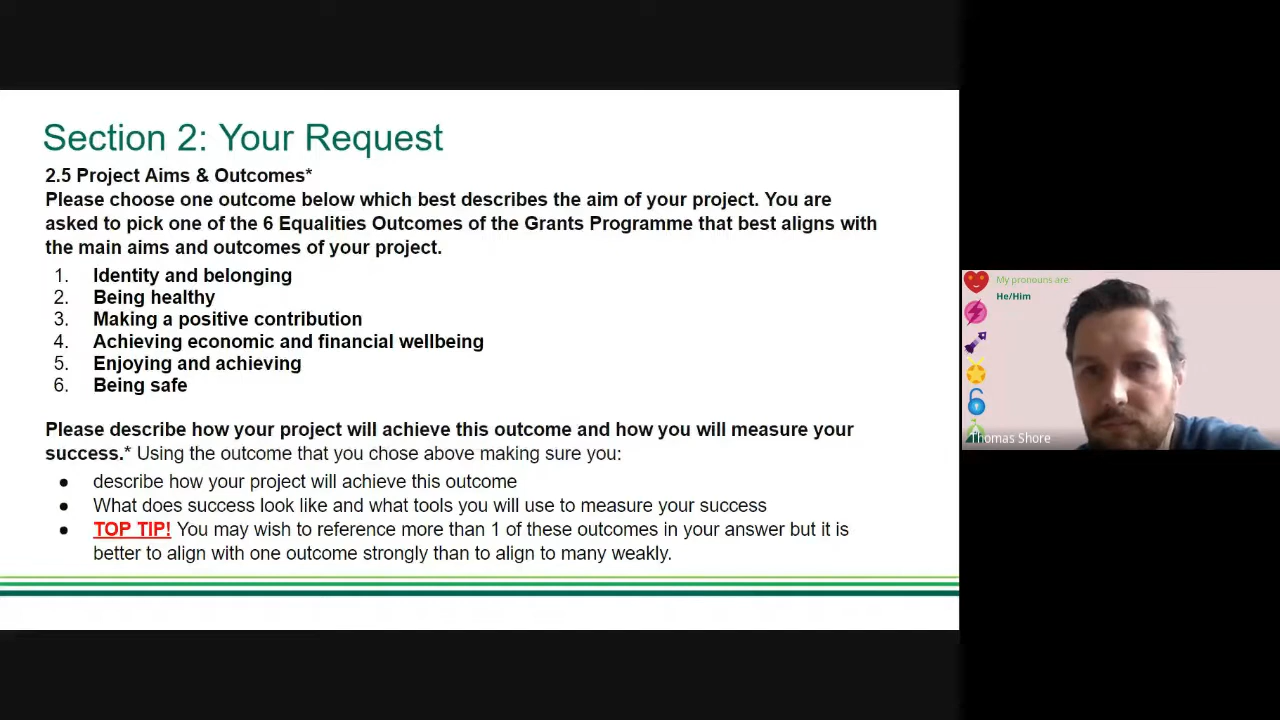 Section 2: Your Request
2.5 Project Aims & Outcomes*
Please choose one outcome below which best describes the aim of your project. You are
asked to pick one of the 6 Equalities Outcomes of the Grants Programme that best aligns with
the main aims and outcomes of your project.
1. Identity and belonging
2. Being healthy
3. Making a positive contribution
4. Achieving economic and financial wellbeing
5. Enjoying and achieving
6. Being safe
Please describe how your project will achieve this outcome and how you will measure your
success.* Using the outcome that you chose above making sure you:
● describe how your project will achieve this outcome
● What does success look like and what tools you will use to measure your success
● TOP TIP! You may wish to reference more than 1 of these outcomes in your answer but it is
better to align with one outcome strongly than to align to many weakly.
My pronouns are:
He/Him
Thomas Shore